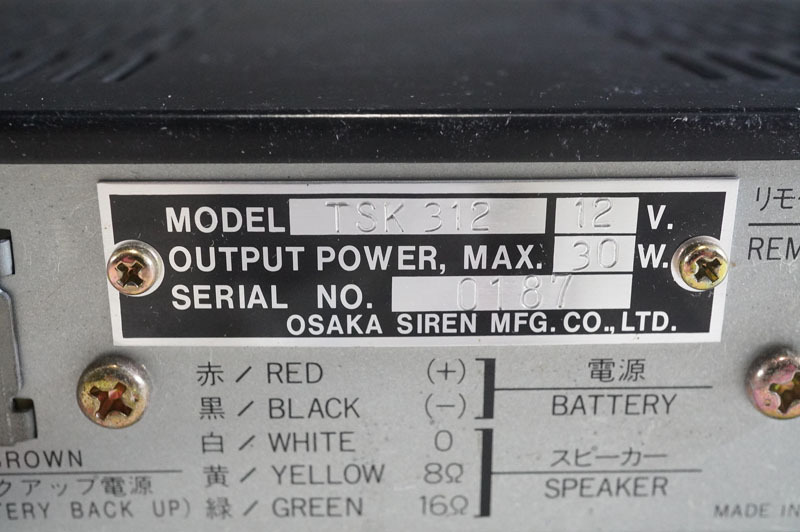 MODEL TSK 312 12 V.
OUTPUT POWER, MAX. 30 W.
SERIAL NO. 0187
OSAKA SIREN MFG. CO., LTD.
リモ
REM
赤 / RED (+) 電源
黒 / BLACK (−) BATTERY
白 / WHITE 0
黄 / YELLOW 8Ω スピーカー
緑 / GREEN 16Ω SPEAKER
BROWN
クアップ電源
TERY BACK UP)
MADE IN